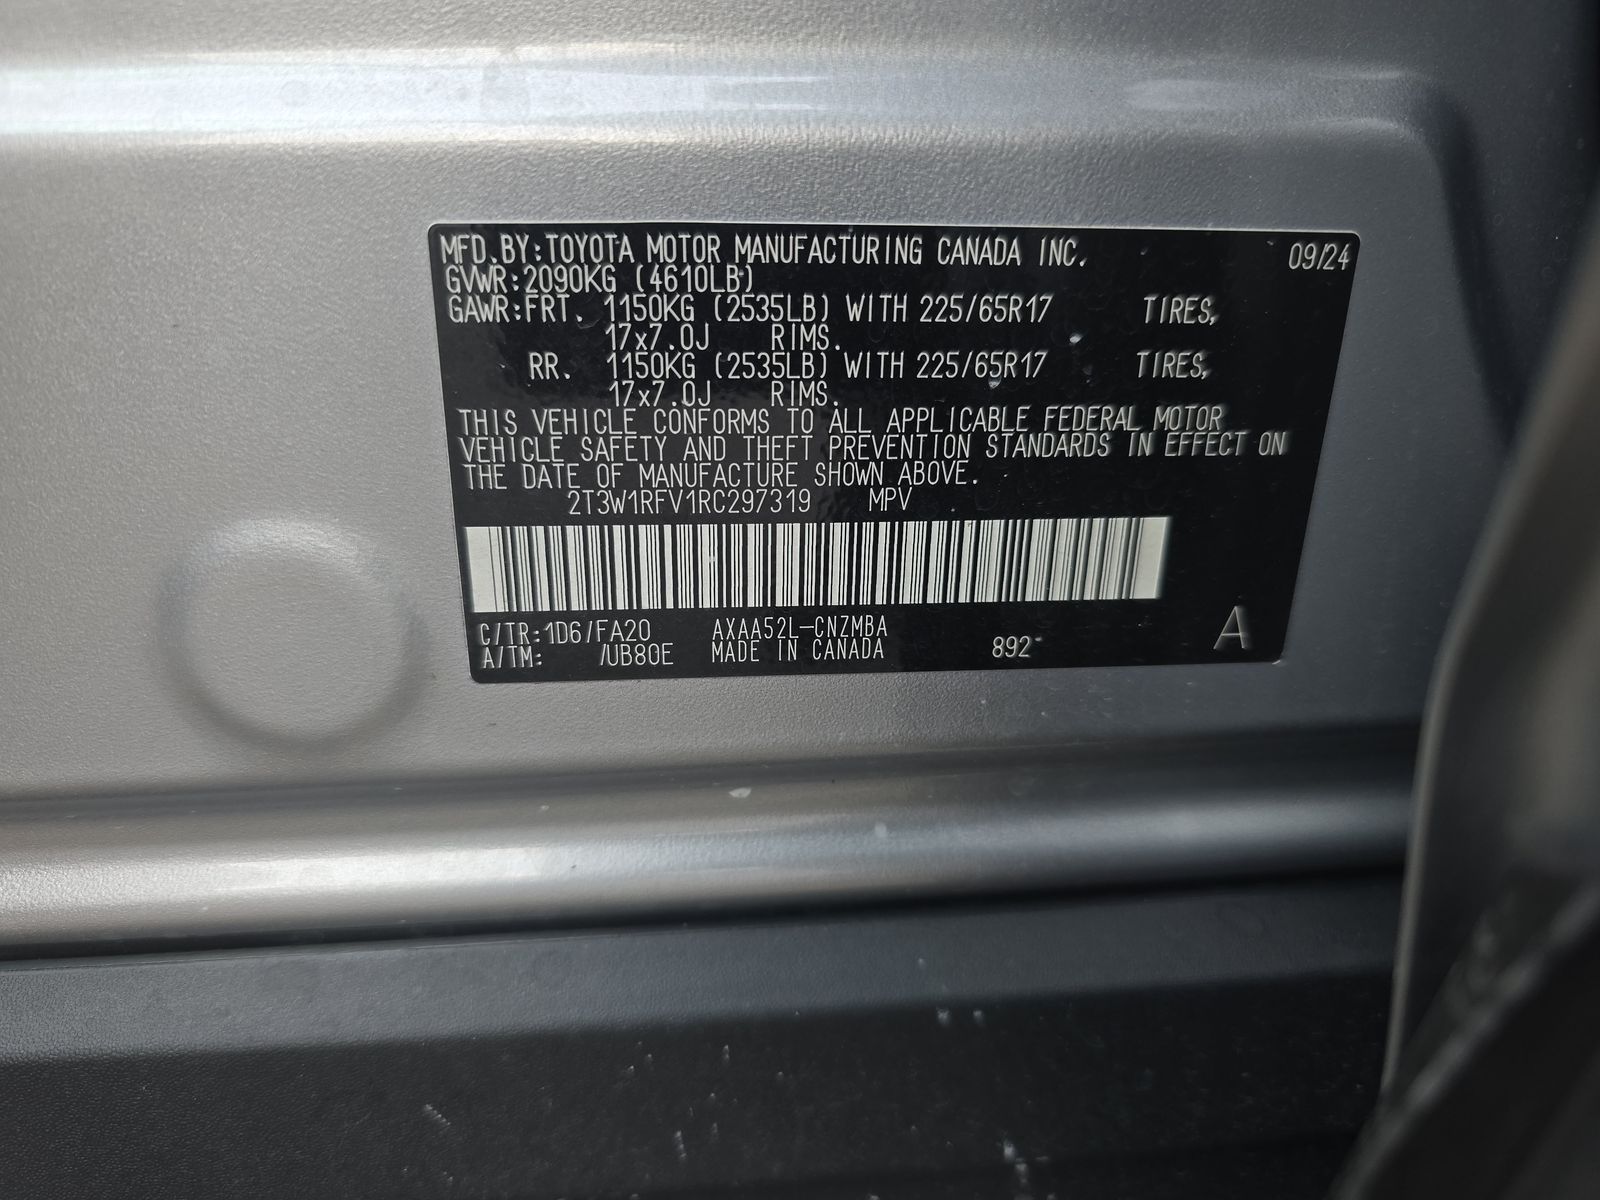 MFD.BY:TOYOTA MOTOR MANUFACTURING CANADA INC. 09/24
GVWR:2090KG (4610LB)
GAWR:FRT. 1150KG (2535LB) WITH 225/65R17 TIRES,
17x7.0J RIMS.
RR. 1150KG (2535LB) WITH 225/65R17 TIRES,
17x7.0J RIMS.
THIS VEHICLE CONFORMS TO ALL APPLICABLE FEDERAL MOTOR
VEHICLE SAFETY AND THEFT PREVENTION STANDARDS IN EFFECT ON
THE DATE OF MANUFACTURE SHOWN ABOVE.
2T3W1RFV1RC297319 MPV
C/TR:1D6/FA20 AXAA52L-CNZMBA
A/TM: /UB80E MADE IN CANADA 892 A